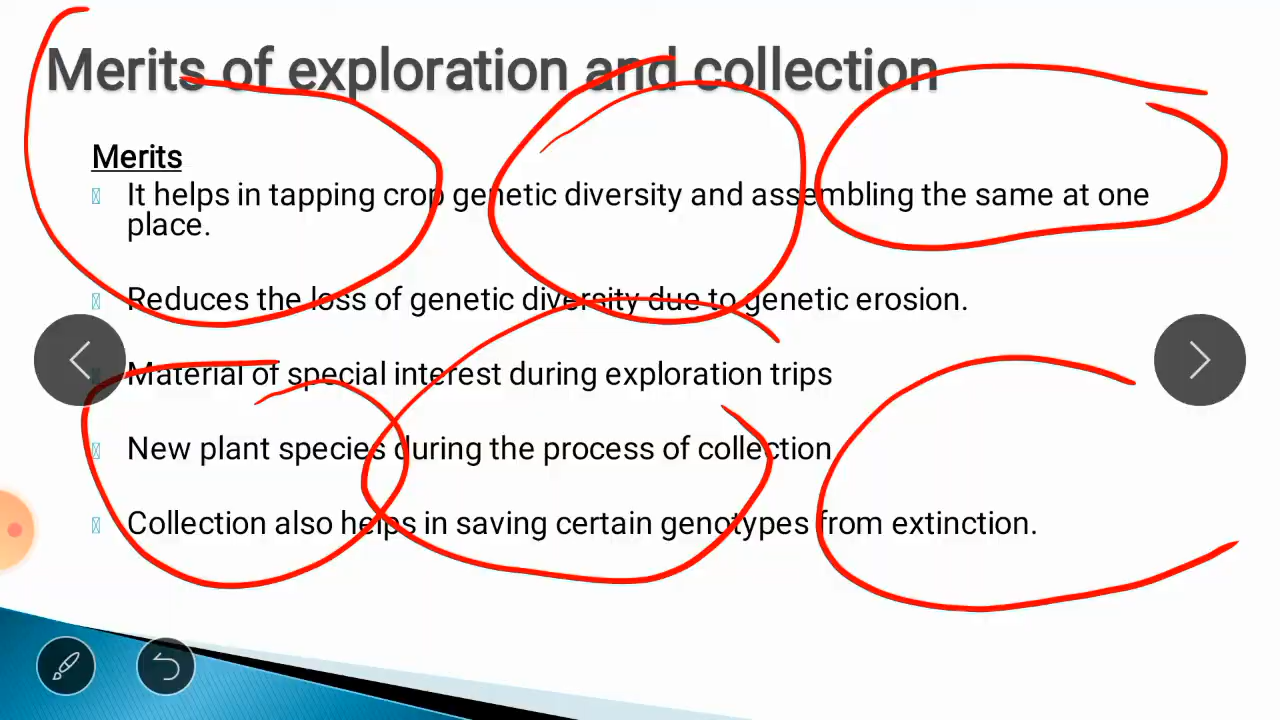 Merits of exploration and collection
Merits
It helps in tapping crop genetic diversity and assembling the same at one
place.
Reduces the loss of genetic diversity due to genetic erosion.
Material of special interest during exploration trips
New plant species during the process of collection
Collection also helps in saving certain genotypes from extinction.